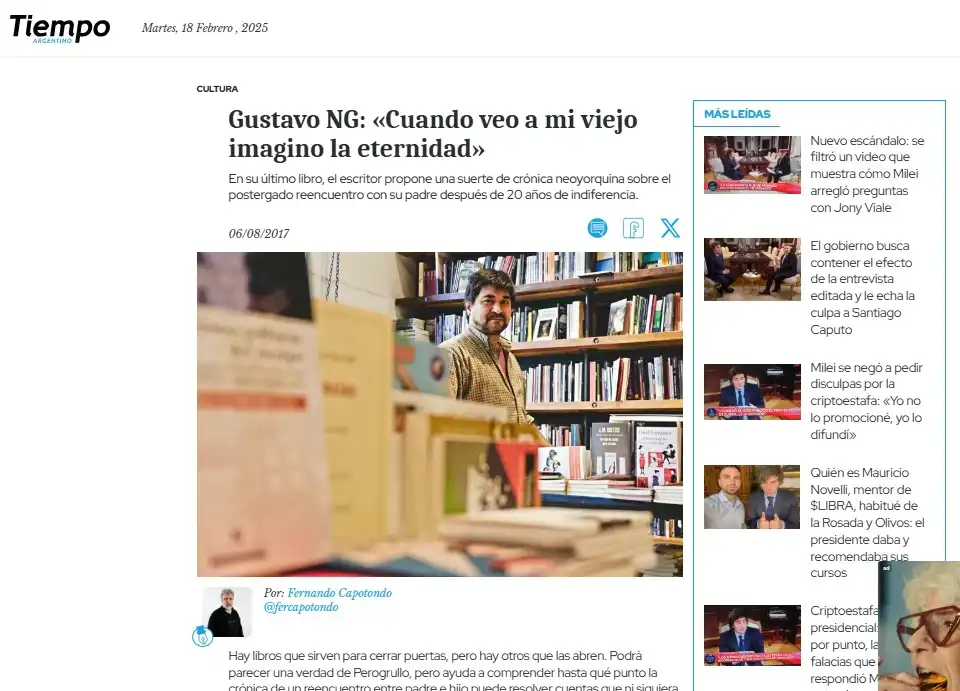 Tiempo
ARGENTINO
Martes, 18 Febrero , 2025
CULTURA
Gustavo NG: «Cuando veo a mi viejo
imagino la eternidad»
En su último libro, el escritor propone una suerte de crónica neoyorquina sobre el
postergado reencuentro con su padre después de 20 años de indiferencia.
06/08/2017
Por: Fernando Capotondo
@fercapotondo
Hay libros que sirven para cerrar puertas, pero hay otros que las abren. Podrá
parecer una verdad de Perogrullo, pero ayuda a comprender hasta qué punto la
crónica de un reencuentro entre padre e hijo puede resolver cuentas que ni siquiera
MÁS LEÍDAS
Nuevo escándalo: se
filtró un video que
muestra cómo Milei
arregló preguntas
con Jony Viale
El gobierno busca
contener el efecto
de la entrevista
editada y le echa la
culpa a Santiago
Caputo
Milei se negó a pedir
disculpas por la
criptoestafa: «Yo no
lo promocioné, yo lo
difundí»
Quién es Mauricio
Novelli, mentor de
$LIBRA, habitué de
la Rosada y Olivos: el
presidente daba y
recomendaba sus
cursos
Criptoestafa
presidencial:
por punto, la
falacias que
respondió M